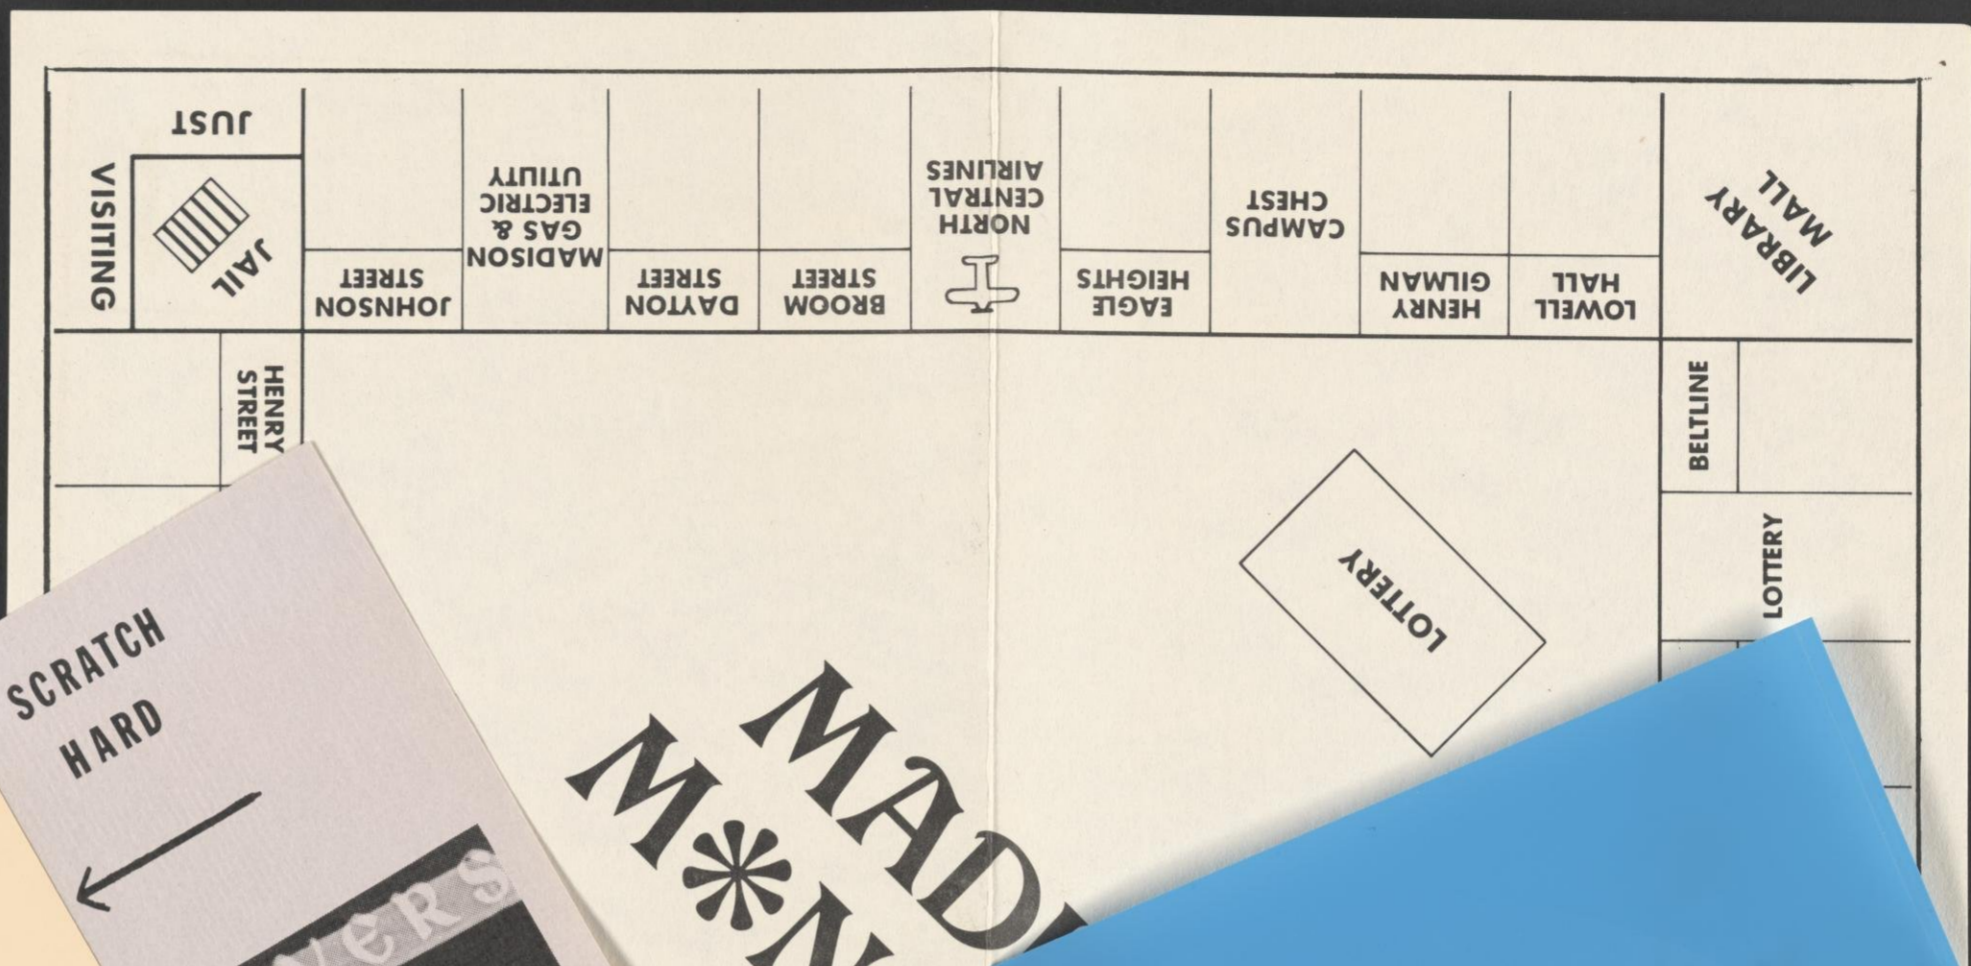 JUST
VISITING
JAIL
JOHNSON
STREET
MADISON
GAS &
ELECTRIC
UTILITY
DAYTON
STREET
BROOM
STREET
NORTH
CENTRAL
AIRLINES
EAGLE
HEIGHTS
CAMPUS
CHEST
HENRY
GILMAN
LOWELL
HALL
LIBRARY
MALL
HENRY
STREET
BELTLINE
LOTTERY
LOTTERY
SCRATCH
HARD